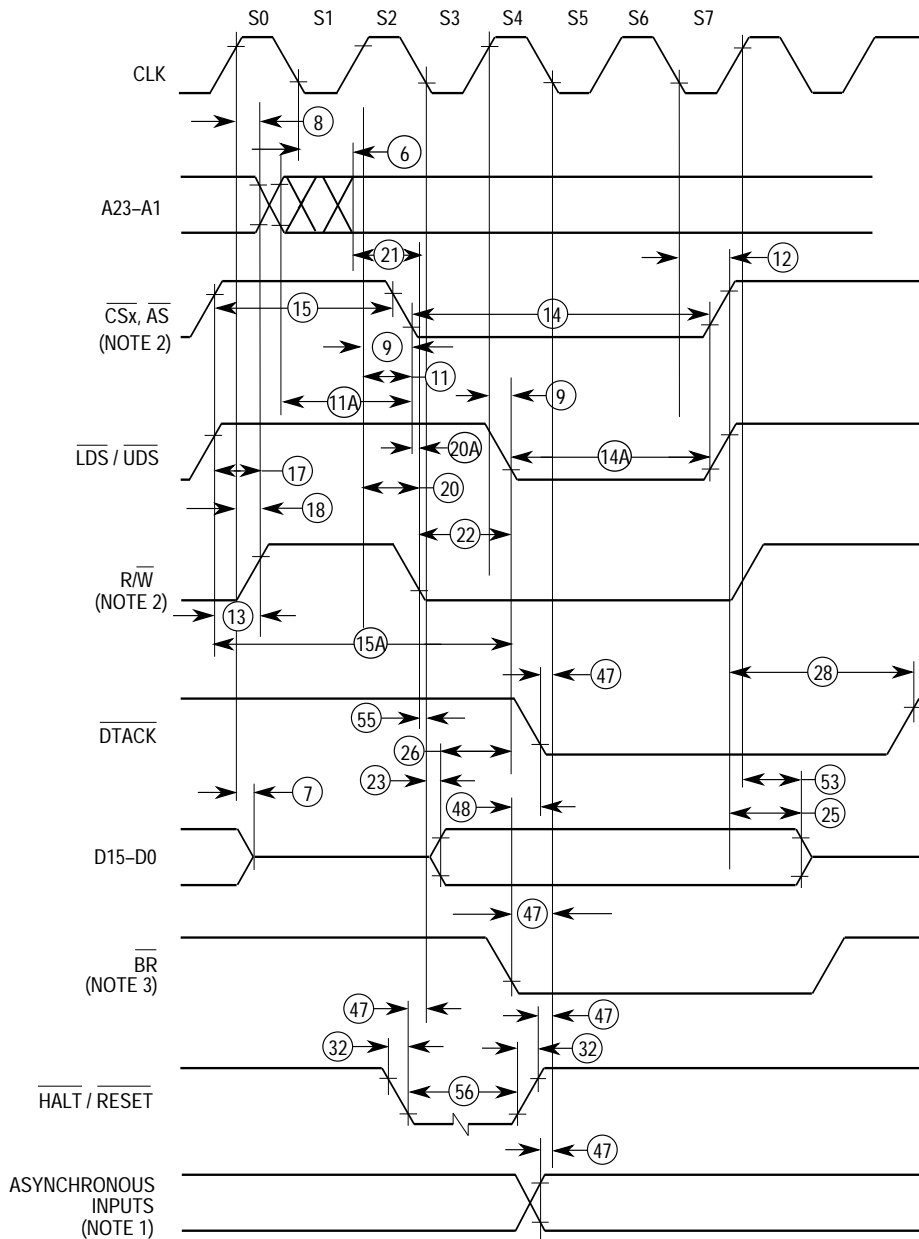 S0 S1 S2 S3 S4 S5 S6 S7
CLK
8
6
A23–A1
21
12
CSx, AS
(NOTE 2)
15
14
9
11
9
11A
LDS / UDS
20A
14A
17
20
18
22
R/W
(NOTE 2)
13
15A
47
28
DTACK
55
26
23
53
7
48
25
D15–D0
47
BR
(NOTE 3)
47
47
32
32
HALT / RESET
56
47
ASYNCHRONOUS
INPUTS
(NOTE 1)